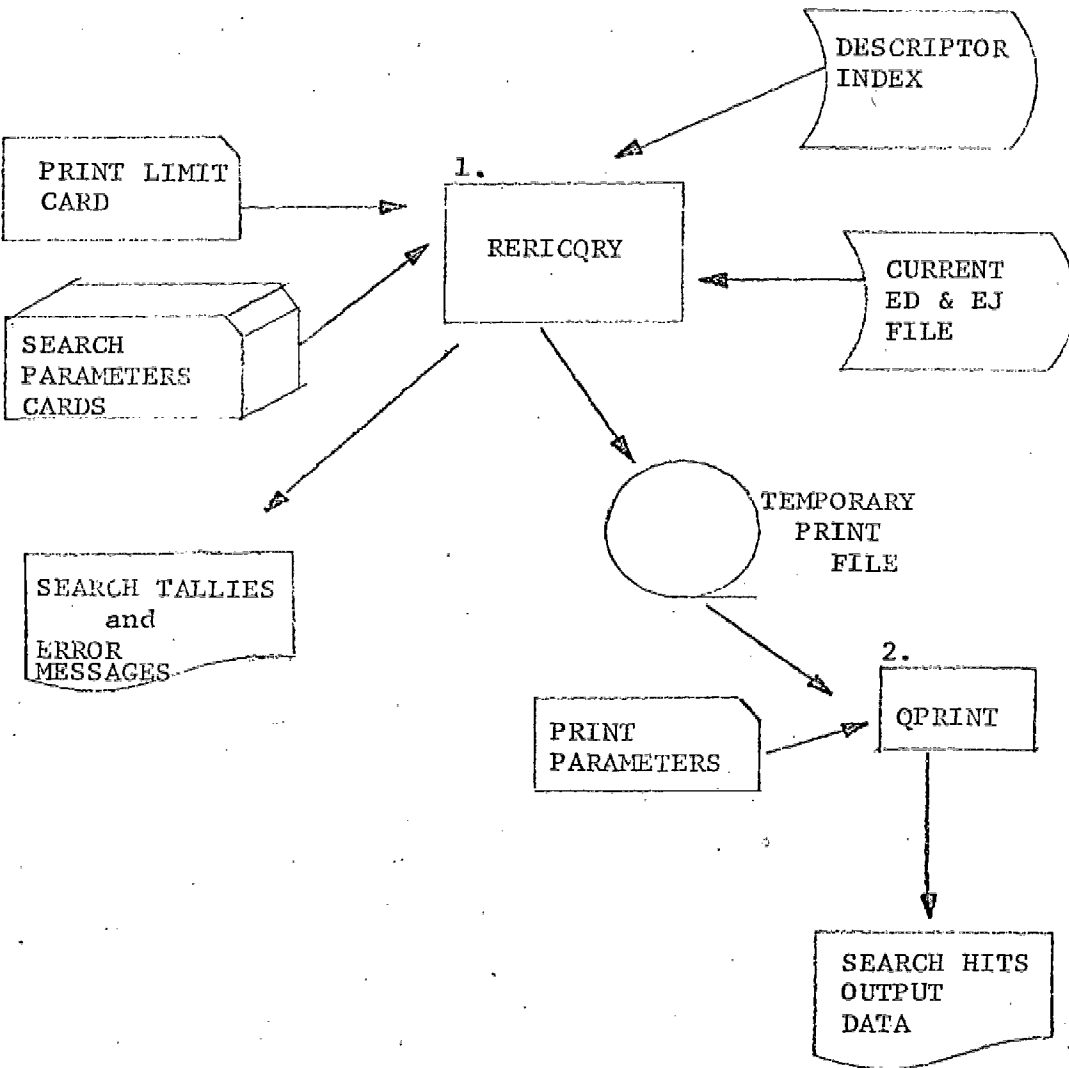 DESCRIPTOR
INDEX
PRINT LIMIT
CARD
1.
RERICQRY
CURRENT
ED & EJ
FILE
SEARCH
PARAMETERS
CARDS
TEMPORARY
PRINT
FILE
SEARCH TALLIES
and
ERROR
MESSAGES
2.
QPRINT
PRINT
PARAMETERS
SEARCH HITS
OUTPUT
DATA